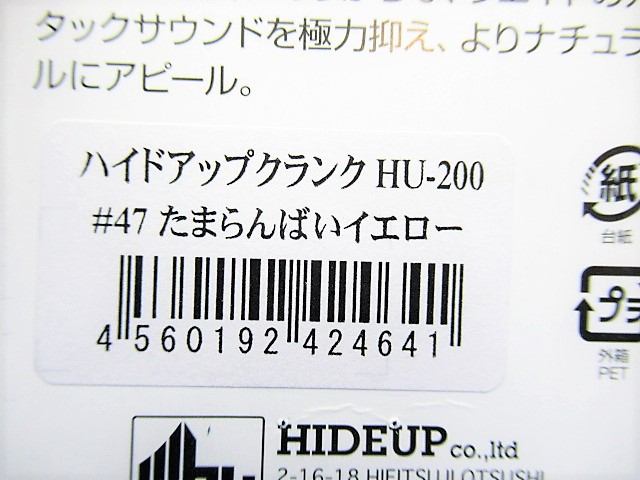 タックサウンドを極力抑え、よりナチュラ
ルにアピール。
ハイドアップクランク HU-200
#47 たまらんばいイエロー
4 560192 424641
紙
台紙
プラ
外箱
PET
HIDEUP co.,ltd
2-16-18